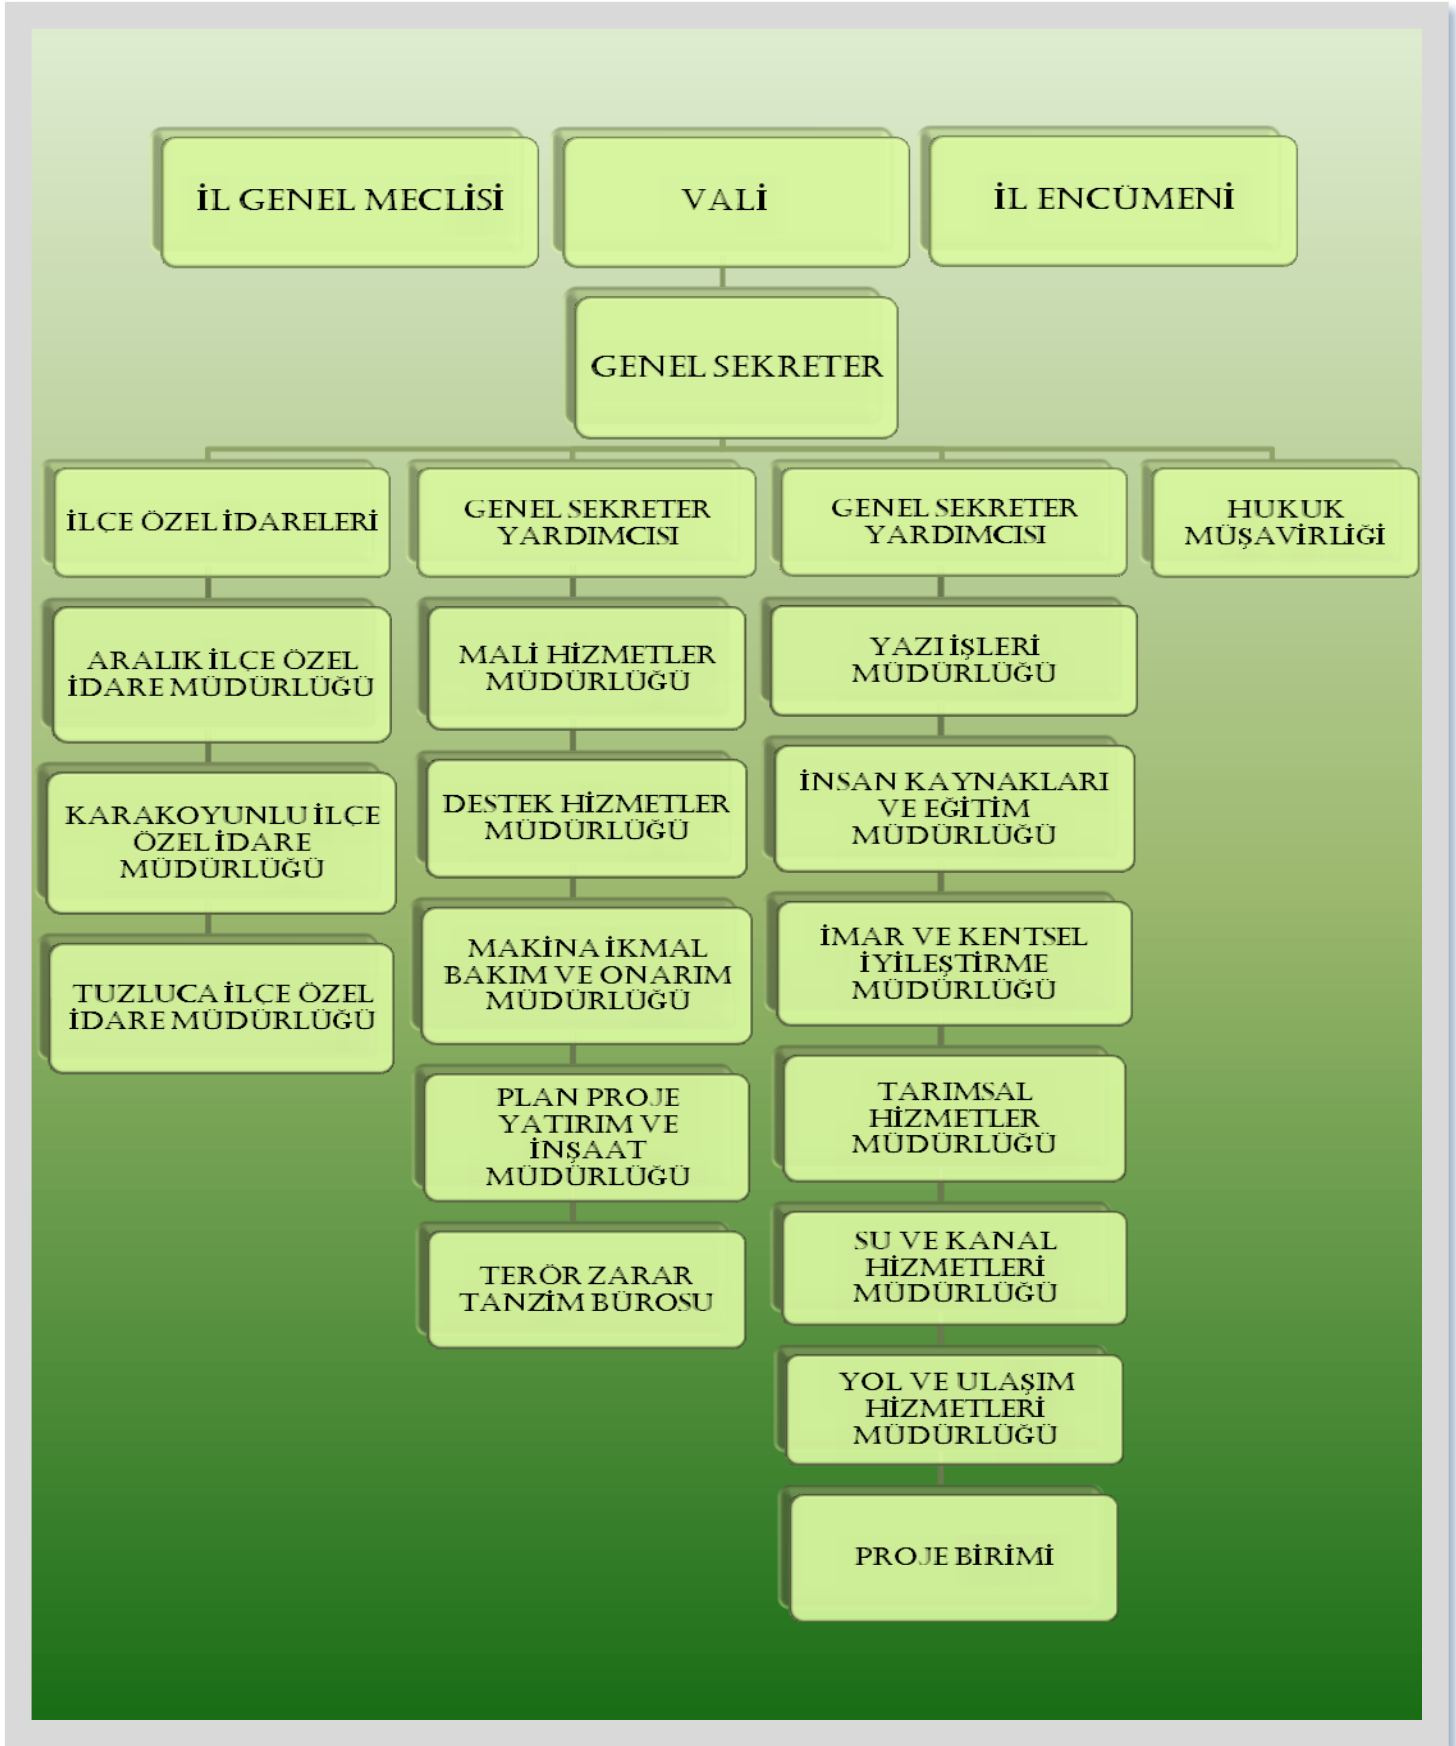 İL GENEL MECLİSİ
VALİ
İL ENCÜMENİ
GENEL SEKRETER
İLÇE ÖZEL İDARELERİ
GENEL SEKRETER
YARDIMCISI
GENEL SEKRETER
YARDIMCISI
HUKUK
MÜŞAVİRLİĞİ
ARALIK İLÇE ÖZEL
İDARE MÜDÜRLÜĞÜ
KARAKOYUNLU İLÇE
ÖZEL İDARE
MÜDÜRLÜĞÜ
TUZLUCA İLÇE ÖZEL
İDARE MÜDÜRLÜĞÜ
MALİ HİZMETLER
MÜDÜRLÜĞÜ
DESTEK HİZMETLER
MÜDÜRLÜĞÜ
MAKİNA İKMAL
BAKIM VE ONARIM
MÜDÜRLÜĞÜ
PLAN PROJE
YATIRIM VE
İNŞAAT
MÜDÜRLÜĞÜ
TERÖR ZARAR
TANZİM BÜROSU
YAZI İŞLERİ
MÜDÜRLÜĞÜ
İNSAN KAYNAKLARI
VE EĞİTİM
MÜDÜRLÜĞÜ
İMAR VE KENTSEL
İYİLEŞTİRME
MÜDÜRLÜĞÜ
TARIMSAL
HİZMETLER
MÜDÜRLÜĞÜ
SU VE KANAL
HİZMETLERİ
MÜDÜRLÜĞÜ
YOL VE ULAŞIM
HİZMETLERİ
MÜDÜRLÜĞÜ
PROJE BİRİMİ